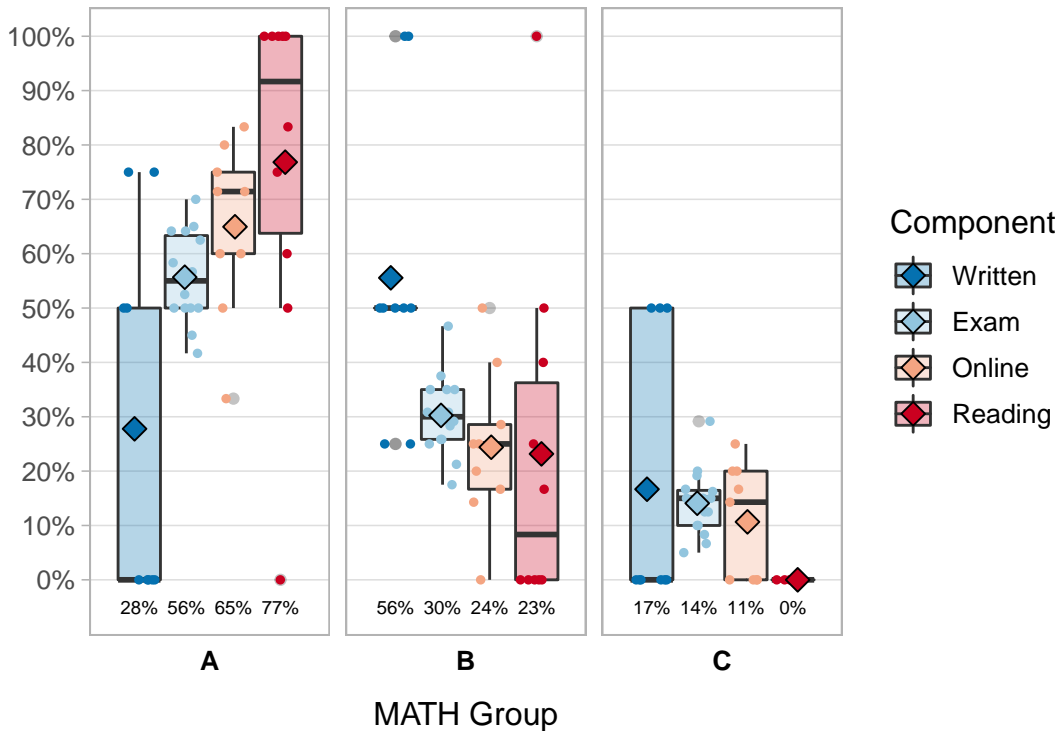 100%
90%
80%
70%
60%
50%
40%
30%
20%
10%
0%
28% 56% 65% 77%
56% 30% 24% 23%
17% 14% 11% 0%
A B C
MATH Group
Component
Written
Exam
Online
Reading